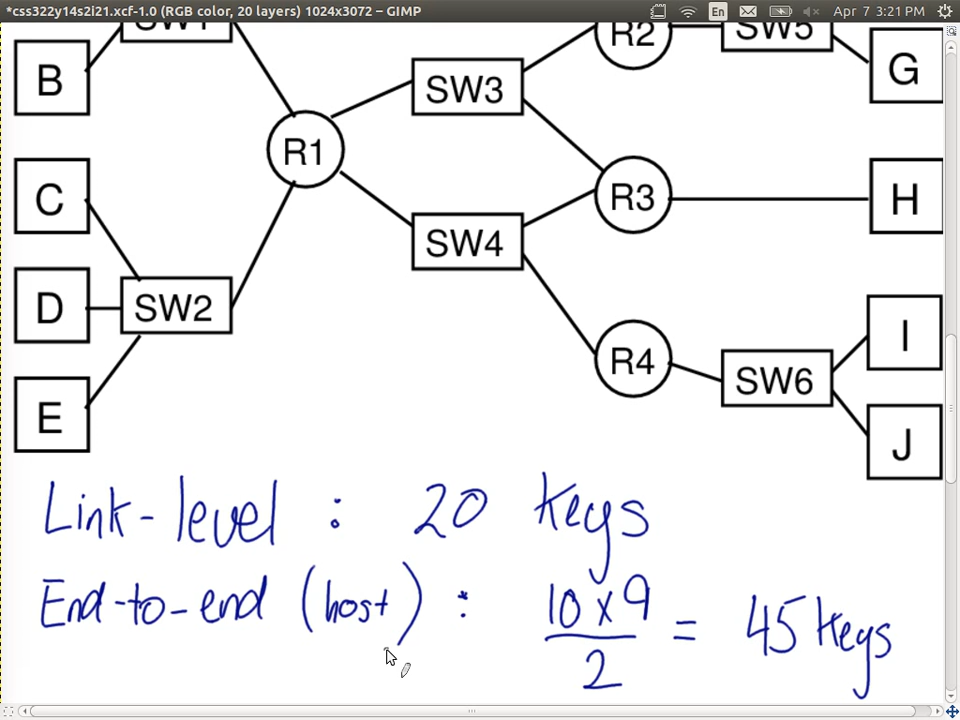 *css322y14s2i21.xcf-1.0 (RGB color, 20 layers) 1024x3072 – GIMP
En
Apr 7 3:21 PM
SW1
R2
SW5
B
G
SW3
R1
C
R3
H
SW4
D
SW2
I
R4
SW6
E
J
Link-level : 20 Keys
End-to-end (host) : 10 x 9
2
= 45 Keys